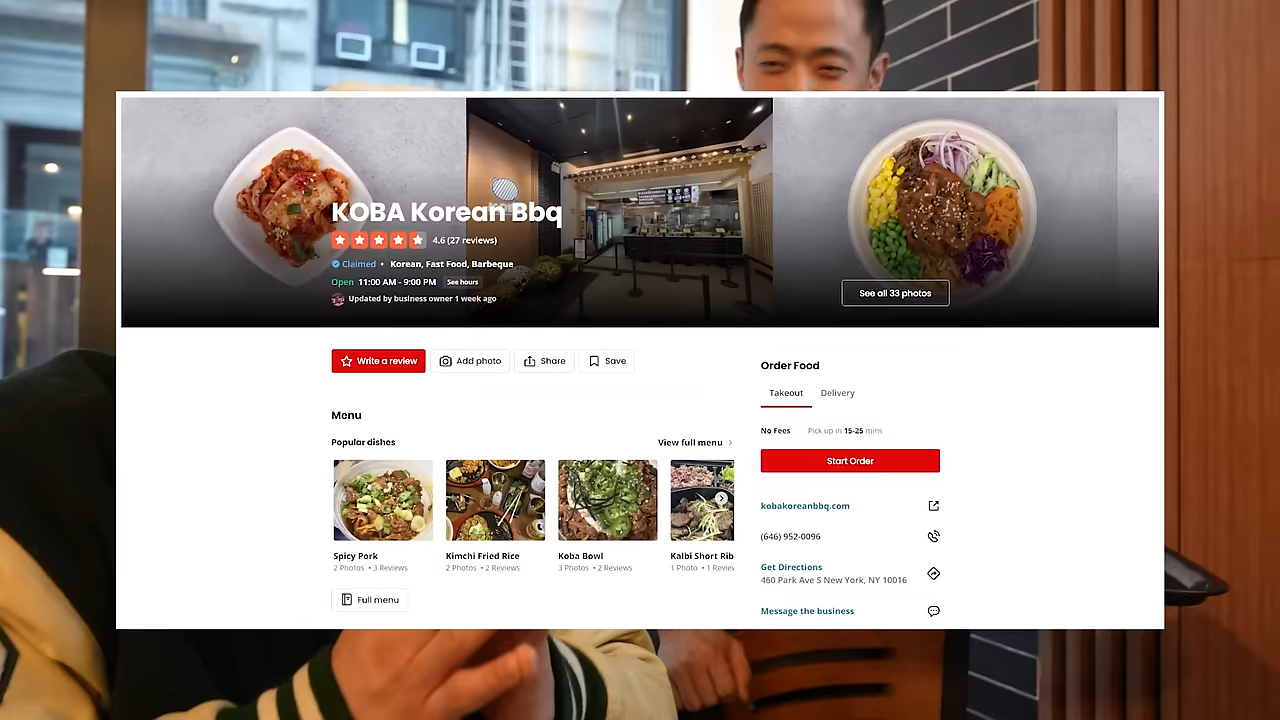 KOBA Korean Bbq
4.6 (27 reviews)
Claimed • Korean, Fast Food, Barbeque
Open 11:00 AM - 9:00 PM See hours
Updated by business owner 1 week ago
See all 33 photos
Write a review
Add photo
Share
Save
Menu
Popular dishes
View full menu
Spicy Pork
2 Photos • 3 Reviews
Kimchi Fried Rice
2 Photos • 2 Reviews
Koba Bowl
3 Photos • 2 Reviews
Kalbi Short Rib
1 Photo • 1 Review
Full menu
Order Food
Takeout
Delivery
No Fees
Pick up in 15-25 mins
Start Order
kobakoreanbbq.com
(646) 952-0096
Get Directions
460 Park Ave S New York, NY 10016
Message the business